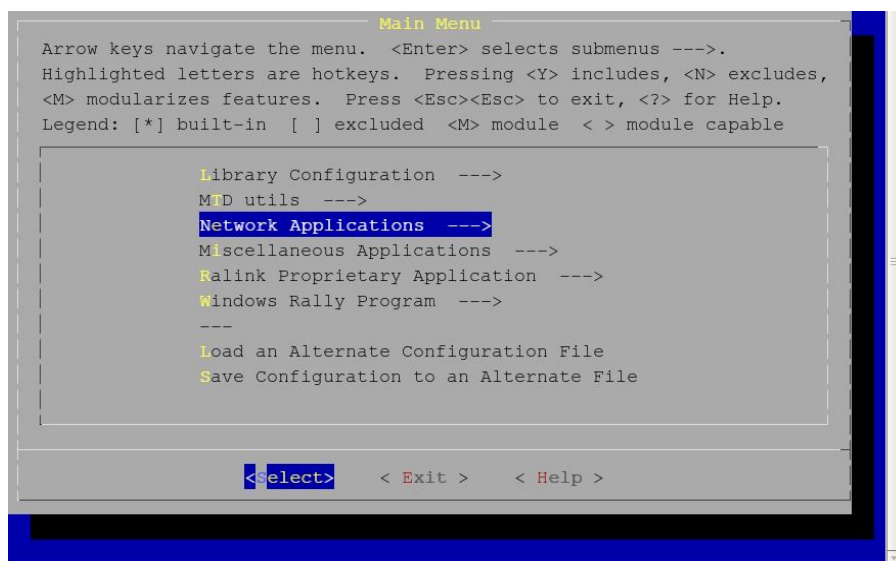 Main Menu
Arrow keys navigate the menu.  <Enter> selects submenus --->.
Highlighted letters are hotkeys.  Pressing <Y> includes, <N> excludes,
<M> modularizes features.  Press <Esc><Esc> to exit, <?> for Help.
Legend: [*] built-in  [ ] excluded  <M> module  < > module capable
Library Configuration  --->
MTD utils  --->
Network Applications  --->
Miscellaneous Applications  --->
Ralink Proprietary Application  --->
Windows Rally Program  --->
---
Load an Alternate Configuration File
Save Configuration to an Alternate File
<Select>    < Exit >    < Help >